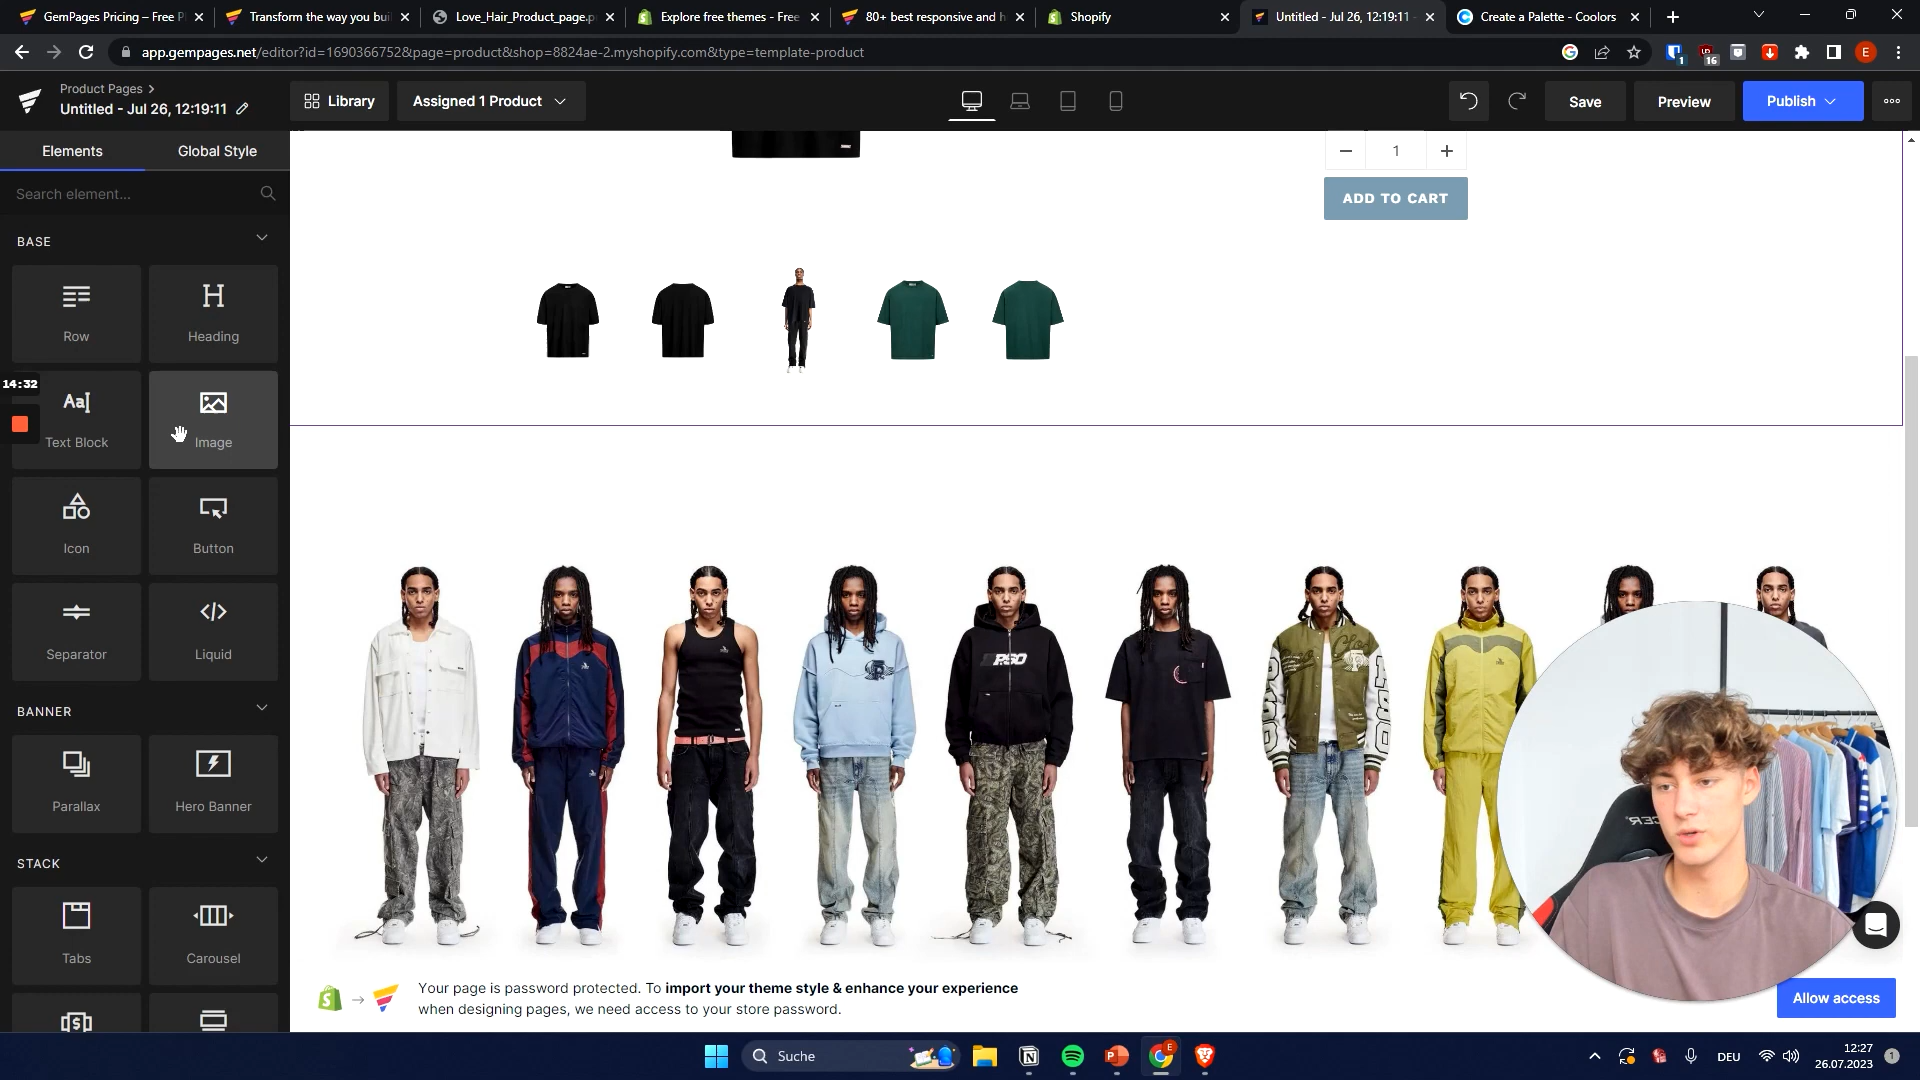 GemPages Pricing – Free P
Transform the way you bui
Love_Hair_Product_page.p
Explore free themes - Free
80+ best responsive and h
Shopify
Untitled - Jul 26, 12:19:11 -
Create a Palette - Coolors
app.gempages.net/editor?id=1690366752&page=product&shop=8824ae-2.myshopify.com&type=template-product
1
16
E
Product Pages >
Untitled - Jul 26, 12:19:11
Library
Assigned 1 Product
Save
Preview
Publish
Elements
Global Style
Search element...
BASE
Row
Heading
Text Block
Image
Icon
Button
Separator
Liquid
BANNER
Parallax
Hero Banner
STACK
Tabs
Carousel
14:32
1
ADD TO CART
Your page is password protected. To import your theme style & enhance your experience
when designing pages, we need access to your store password.
Allow access
Suche
E
DEU
12:27
26.07.2023
1